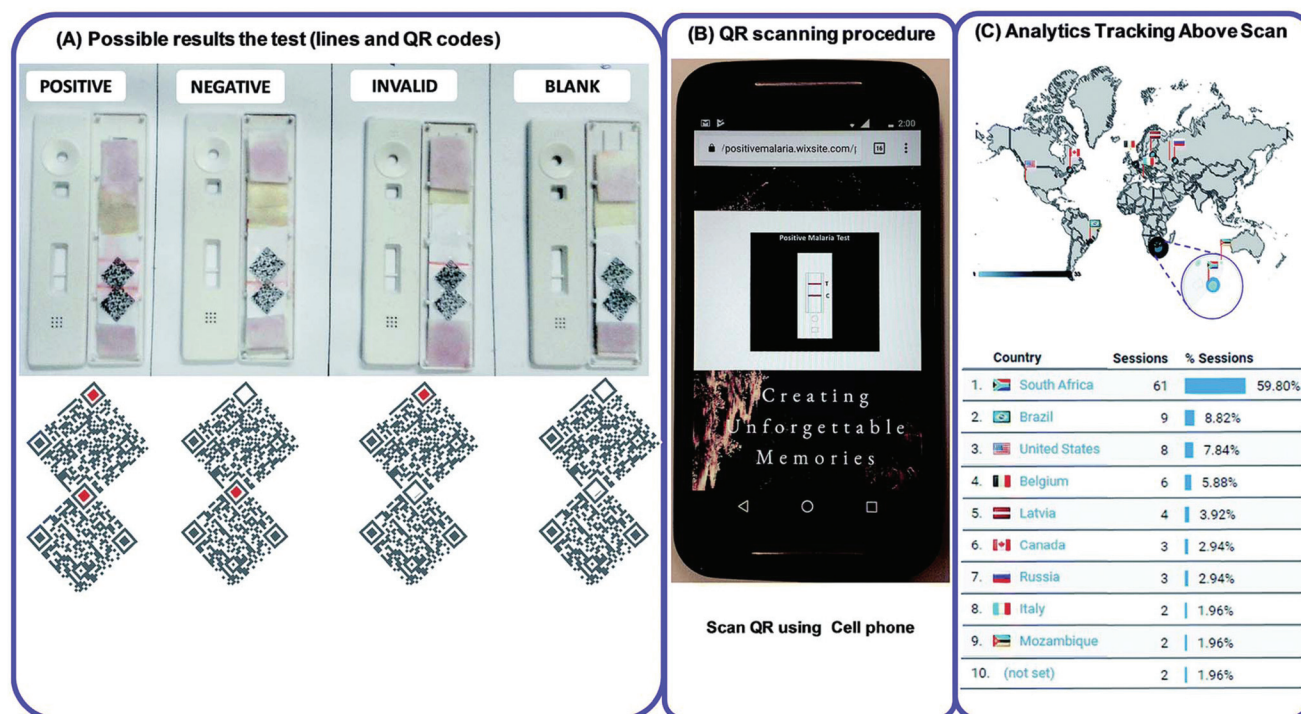 (A) Possible results the test (lines and QR codes)
POSITIVE
NEGATIVE
INVALID
BLANK
(B) QR scanning procedure
2:00
/positivemalaria.wixsite.com/p
16
Positive Malaria Test
T
C
Creating
Unforgettable
Memories
Scan QR using Cell phone
(C) Analytics Tracking Above Scan
Country Sessions % Sessions
1. South Africa 61 59.80%
2. Brazil 9 8.82%
3. United States 8 7.84%
4. Belgium 6 5.88%
5. Latvia 4 3.92%
6. Canada 3 2.94%
7. Russia 3 2.94%
8. Italy 2 1.96%
9. Mozambique 2 1.96%
10. (not set) 2 1.96%